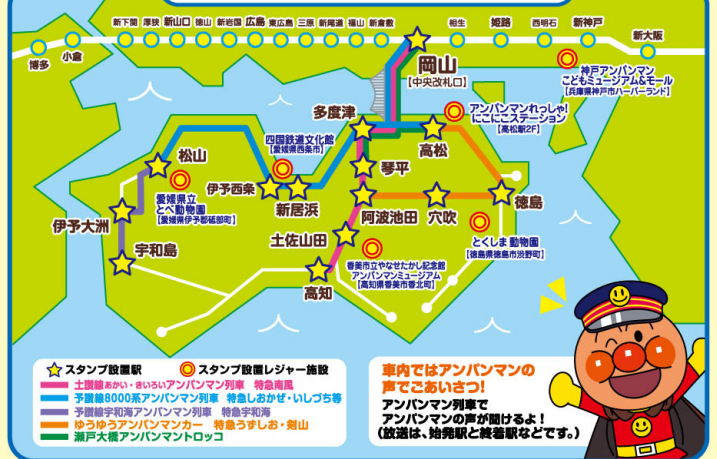 新下関 厚狭 新山口 徳山 新岩国 広島 東広島 三原 新尾道 福山 新倉敷 相生 姫路 西明石 新神戸
博多 小倉 新大阪
岡山
【中央改札口】
神戸アンパンマン
こどもミュージアム&モール
【兵庫県神戸市ハーバーランド】
多度津
アンパンマンれっしゃ!
にこにこステーション
【高松駅2F】
高松
四国鉄道文化館
【愛媛県西条市】
松山
琴平
伊予西条
新居浜
愛媛県立
とべ動物園
【愛媛県伊予郡砥部町】
阿波池田
穴吹
徳島
伊予大洲
宇和島
土佐山田
とくしま 動物園
【徳島県徳島市渋野町】
香美市立やなせたかし記念館
アンパンマンミュージアム
【高知県香美市香北町】
高知
スタンプ設置駅
スタンプ設置レジャー施設
土讃線あかい・きいろいアンパンマン列車 特急南風
予讃線8000系アンパンマン列車 特急しおかぜ・いしづち等
予讃線宇和海アンパンマン列車 特急宇和海
ゆうゆうアンパンマンカー 特急うずしお・剣山
瀬戸大橋アンパンマントロッコ
車内ではアンパンマンの
声でごあいさつ!
アンパンマン列車で
アンパンマンの声が聞けるよ!
(放送は、始発駅と終着駅などです。)